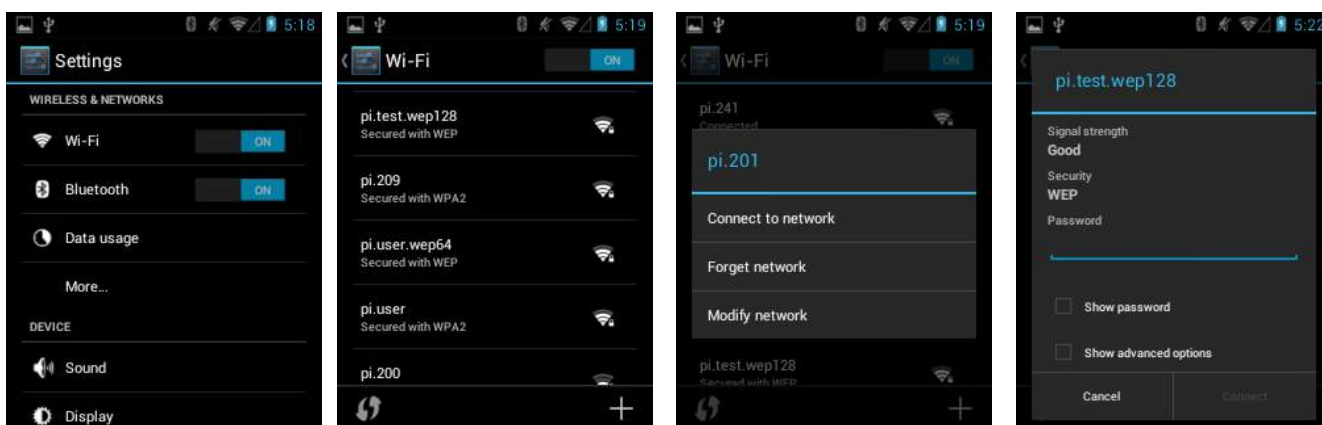 5:18
Settings
WIRELESS & NETWORKS
Wi-Fi
ON
Bluetooth
ON
Data usage
More...
DEVICE
Sound
Display
5:19
Wi-Fi
ON
pi.test.wep128
Secured with WEP
pi.209
Secured with WPA2
pi.user.wep64
Secured with WEP
pi.user
Secured with WPA2
pi.200
5:19
Wi-Fi
ON
pi.241
Connected
pi.201
Connect to network
Forget network
Modify network
pi.test.wep128
Secured with WEP
5:22
pi.test.wep128
Signal strength
Good
Security
WEP
Password
Show password
Show advanced options
Cancel
Connect